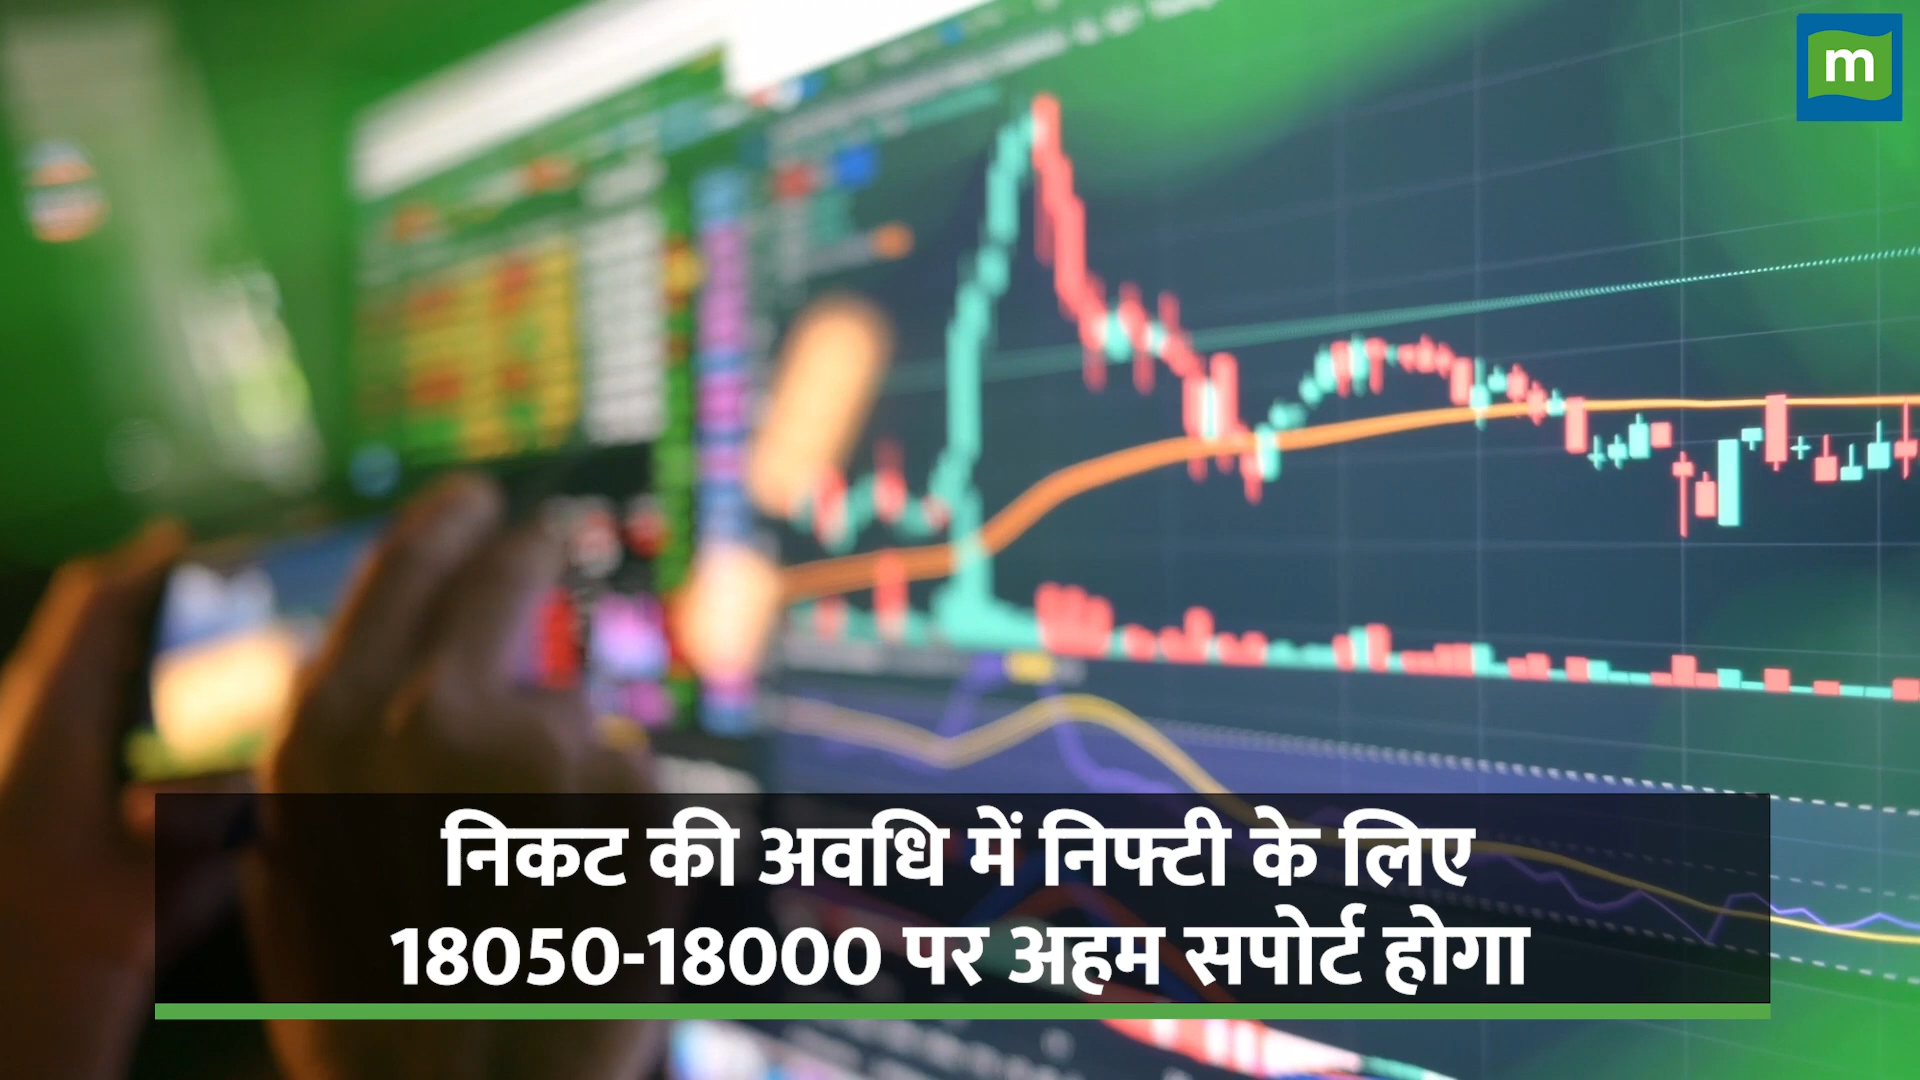 m
निकट की अवधि में निफ्टी के लिए
18050-18000 पर अहम सपोर्ट होगा